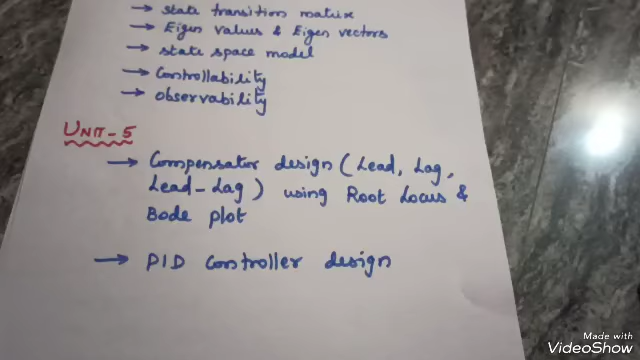 → state transition matrix
→ Eigen values & Eigen vectors
→ state space model
→ Controllability
→ observability
UNIT-5
→ Compensator design (Lead, Lag,
Lead-Lag) using Root Locus &
Bode plot
→ PID Controller design
Made with
VideoShow